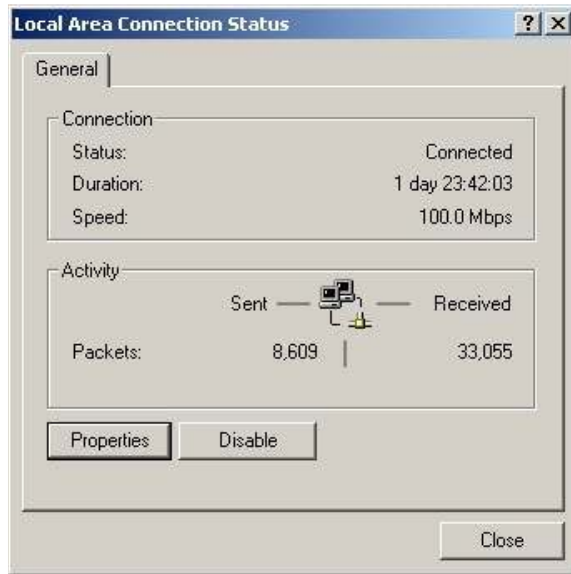 Local Area Connection Status
General
Connection
Status: Connected
Duration: 1 day 23:42:03
Speed: 100.0 Mbps
Activity
Sent Received
Packets: 8,609 33,055
Properties Disable
Close